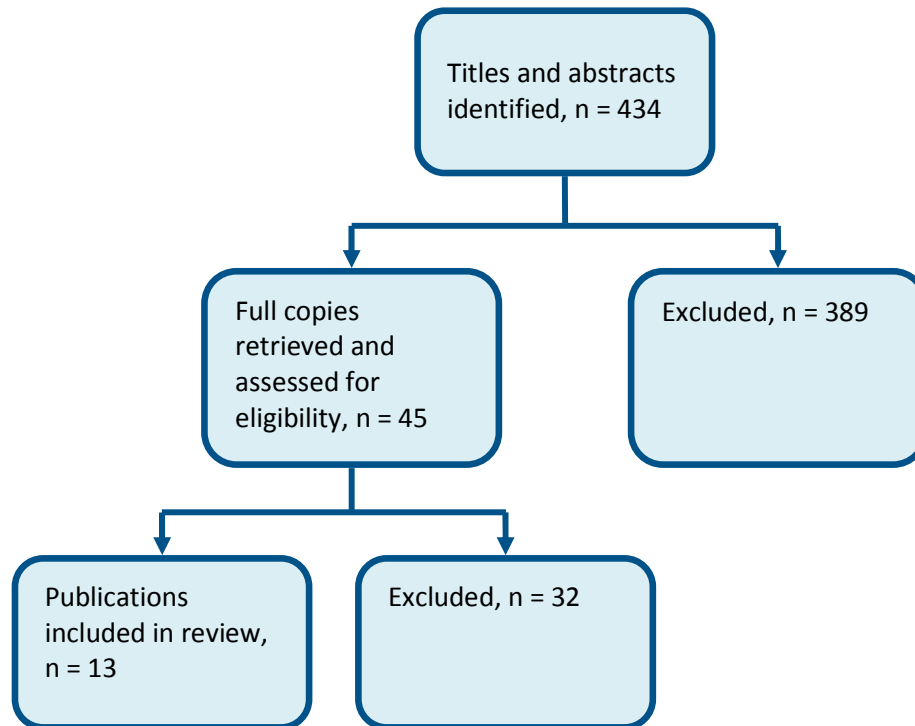 Titles and abstracts
identified, n = 434
Full copies
retrieved and
assessed for
eligibility, n = 45
Excluded, n = 389
Publications
included in review,
n = 13
Excluded, n = 32